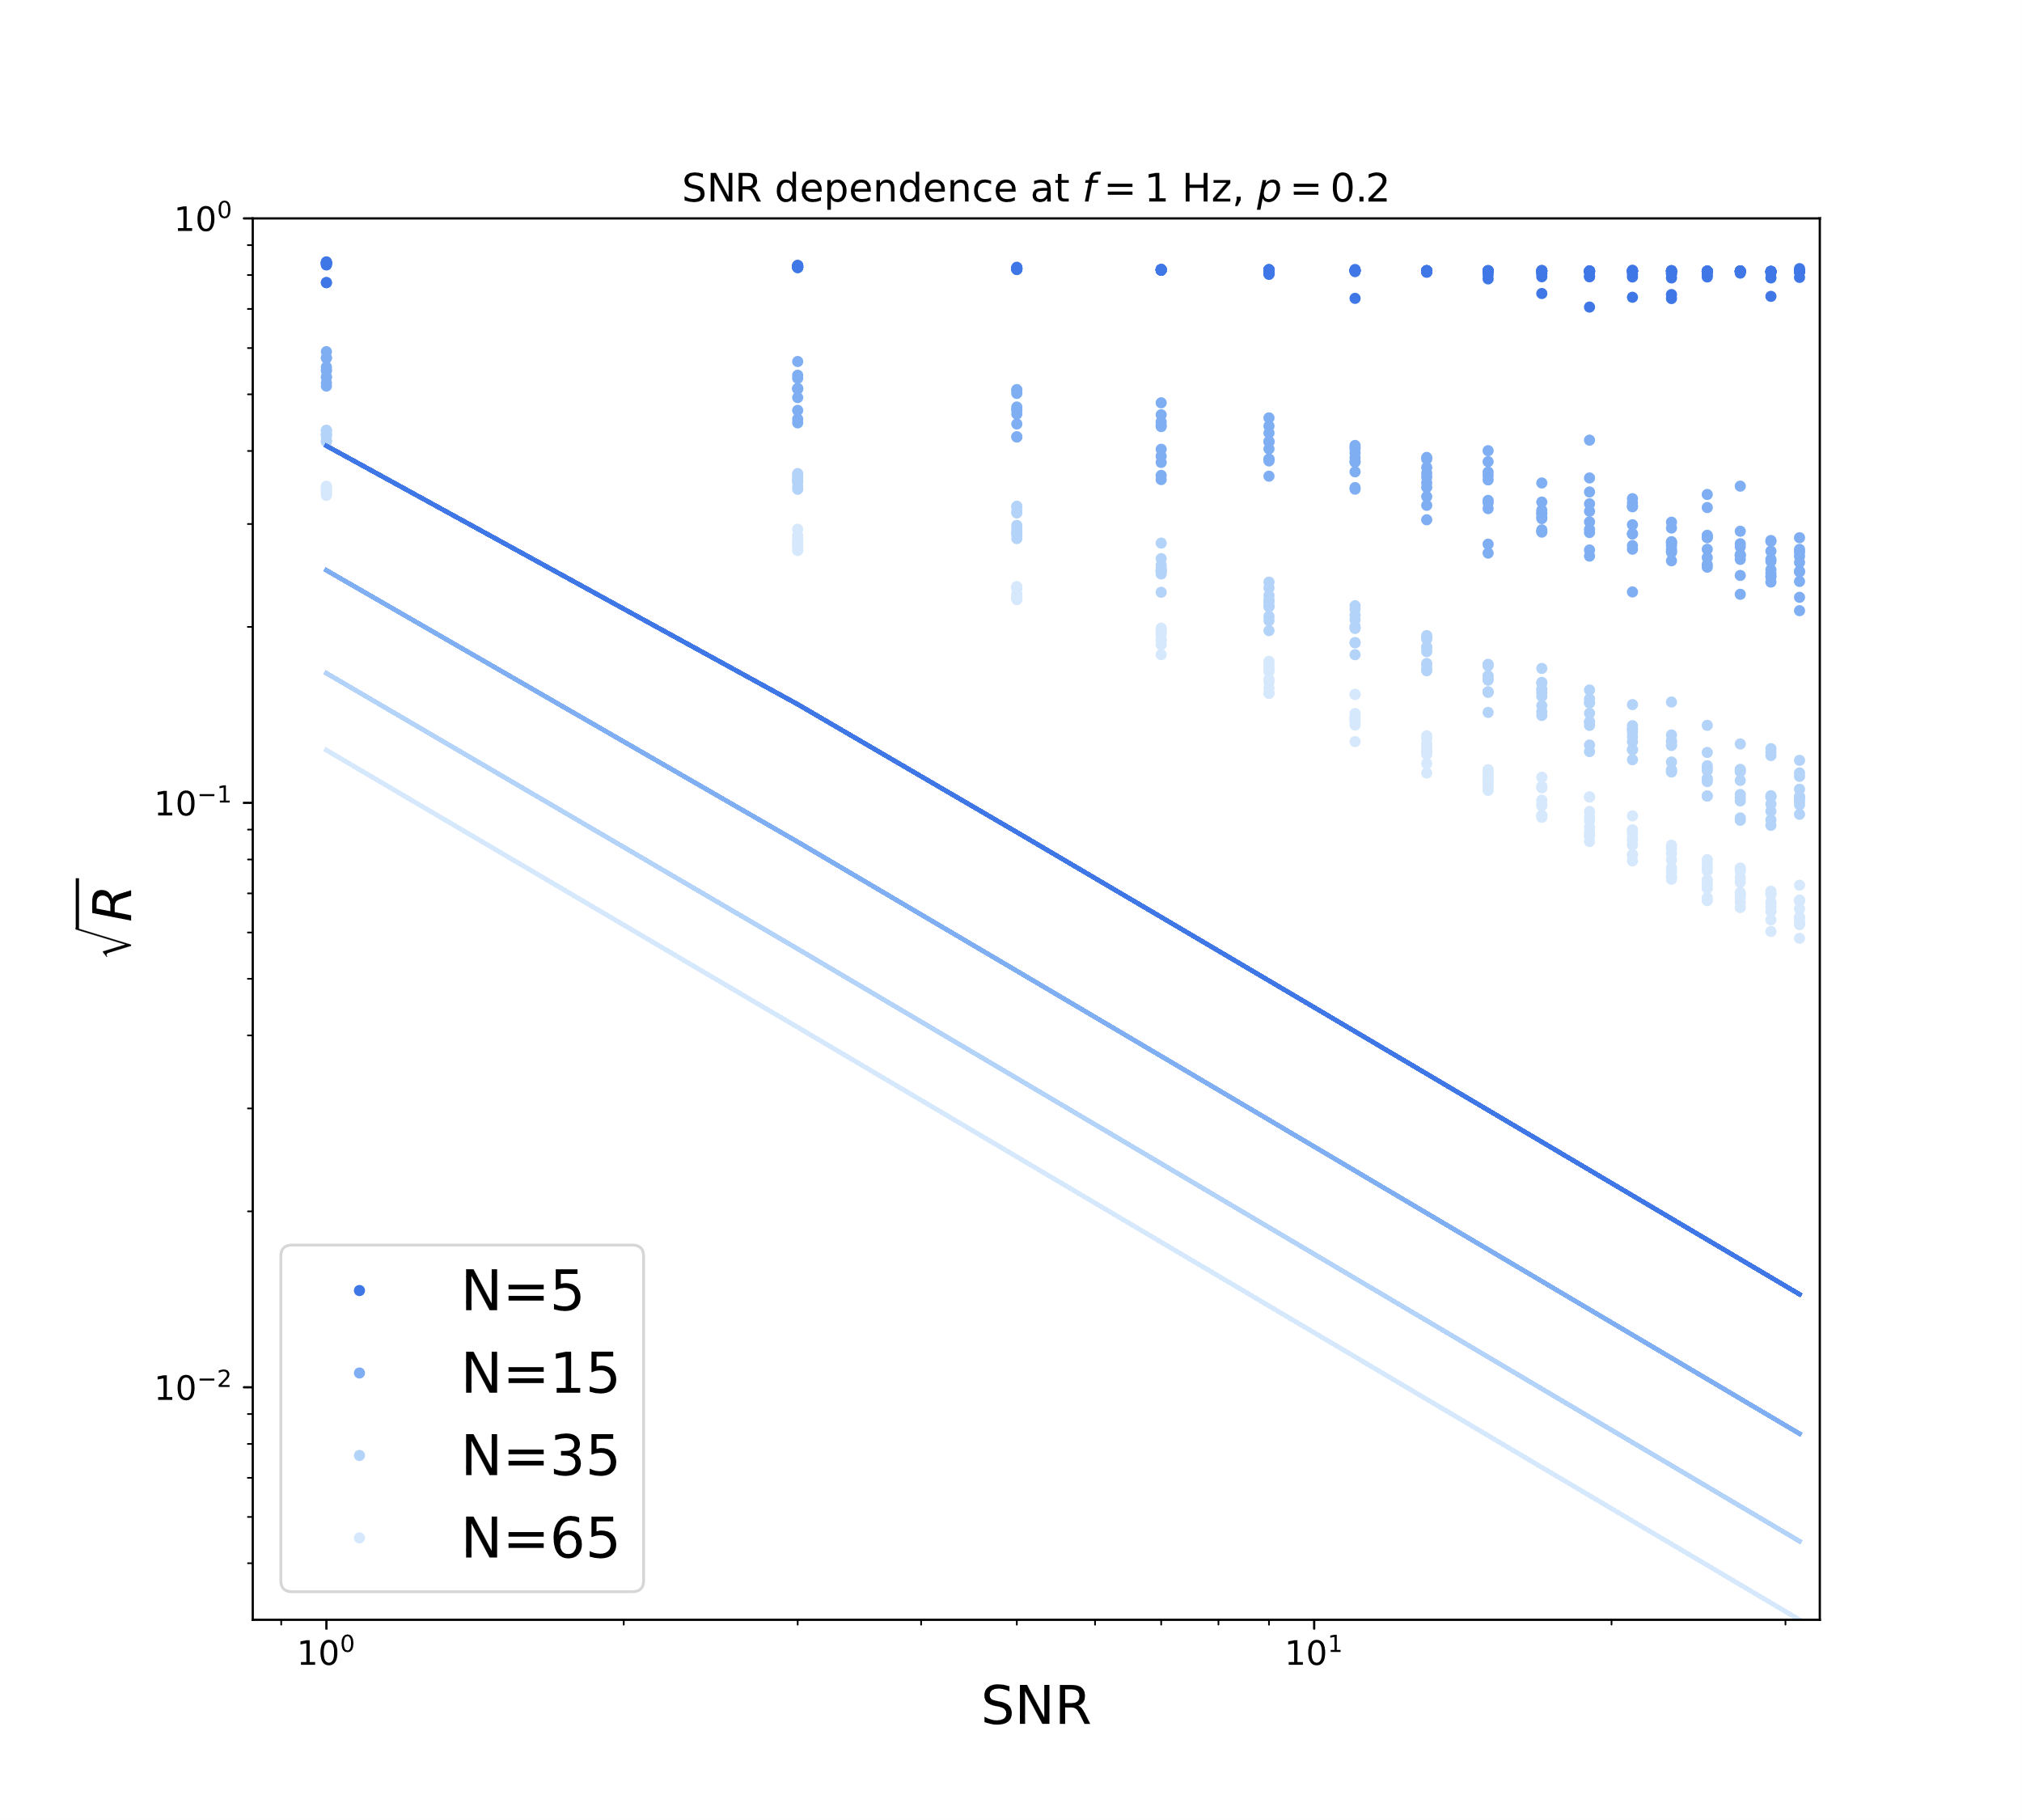 SNR dependence at f = 1 Hz, p = 0.2
10⁰
10⁻¹
√R
10⁻²
N=5
N=15
N=35
N=65
10⁰ 10¹
SNR